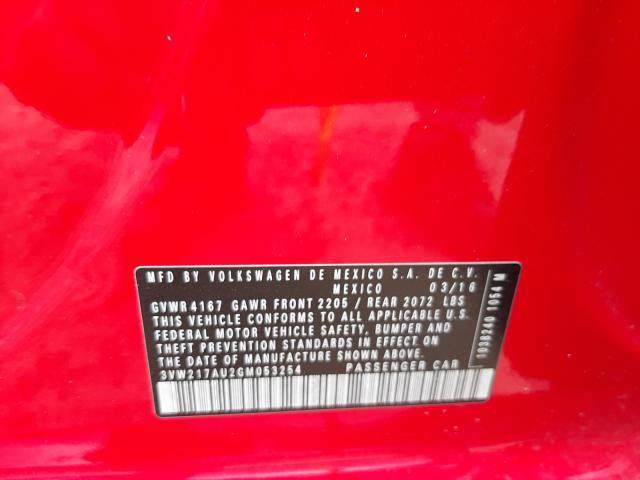 MFD BY VOLKSWAGEN DE MEXICO S.A. DE C.V.
MEXICO 03/16
GVWR 4167 GAWR FRONT 2205 / REAR 2072 LBS
THIS VEHICLE CONFORMS TO ALL APPLICABLE U.S.
FEDERAL MOTOR VEHICLE SAFETY, BUMPER AND
THEFT PREVENTION STANDARDS IN EFFECT ON
THE DATE OF MANUFACTURE SHOWN ABOVE.
3VW217AU2GM053254 PASSENGER CAR
1038240 1054 M